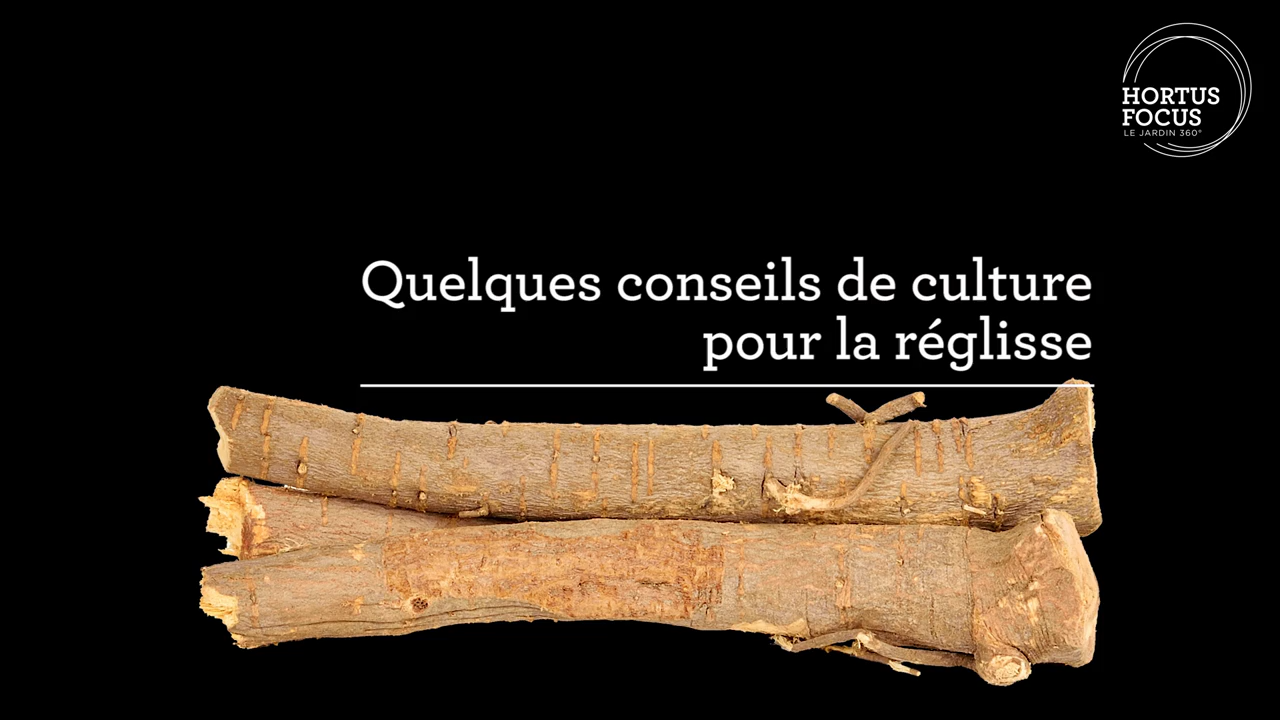 HORTUS
FOCUS
LE JARDIN 360°
Quelques conseils de culture
pour la réglisse